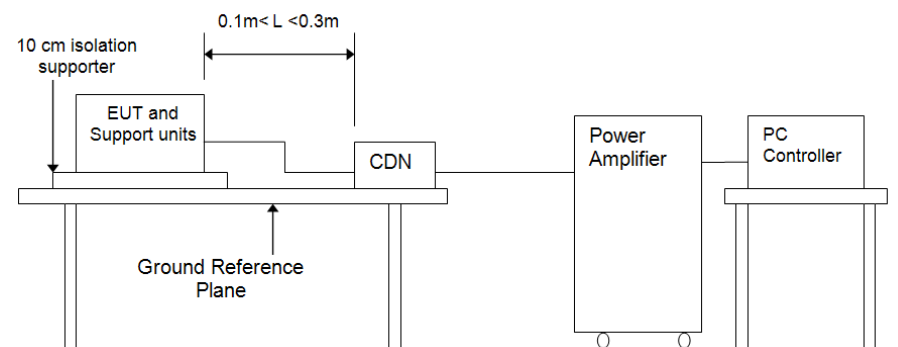 0.1m< L <0.3m
10 cm isolation
supporter
EUT and
Support units
CDN
Power
Amplifier
PC
Controller
Ground Reference
Plane